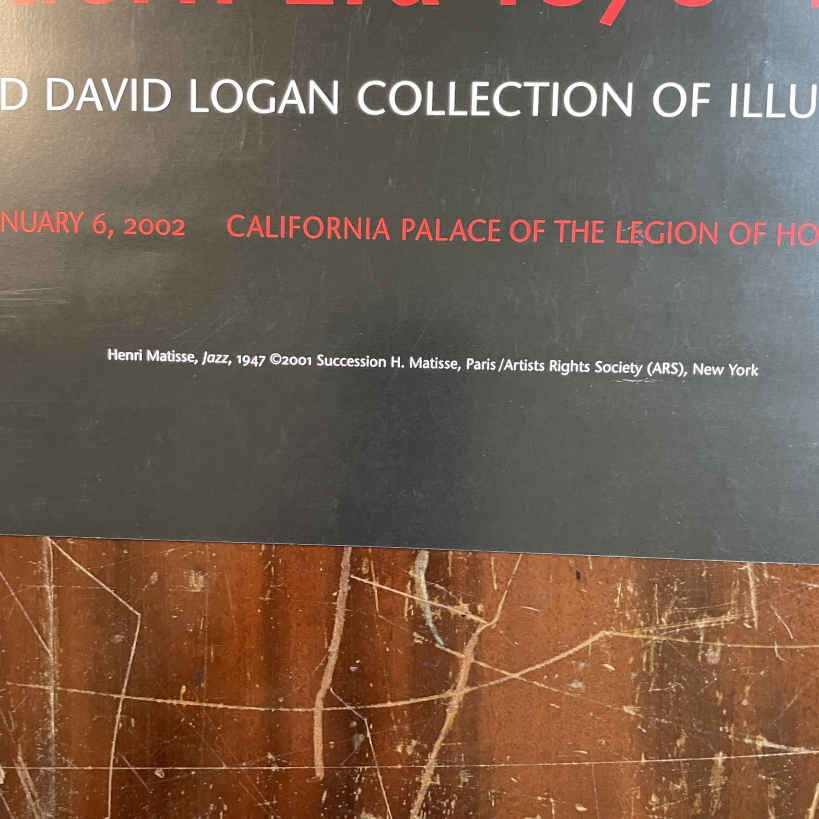 D DAVID LOGAN COLLECTION OF ILLU
NUARY 6, 2002 CALIFORNIA PALACE OF THE LEGION OF HO
Henri Matisse, Jazz, 1947 ©2001 Succession H. Matisse, Paris/Artists Rights Society (ARS), New York